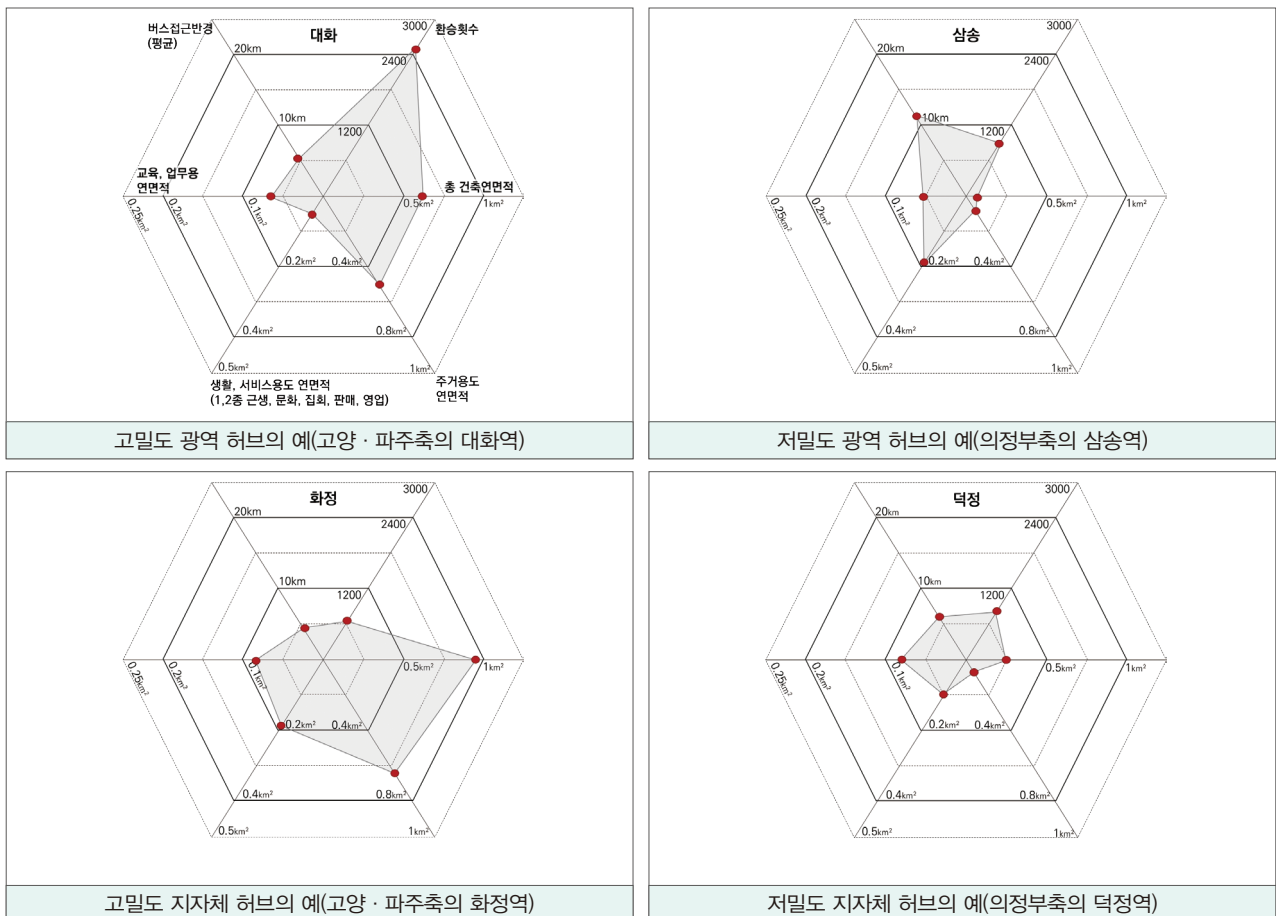 버스접근반경
(평균)
대화
3000
환승횟수
20km
2400
10km
1200
교육, 업무용
연면적
총 건축연면적
0.25km²
0.2km²
0.1km²
0.5km²
1km²
0.2km²
0.4km²
0.4km²
0.8km²
0.5km²
1km²
생활, 서비스용도 연면적
(1,2종 근생, 문화, 집회, 판매, 영업)
주거용도
연면적
고밀도 광역 허브의 예(고양 · 파주축의 대화역)
삼송
3000
20km
2400
10km
1200
0.25km²
0.2km²
0.1km²
0.5km²
1km²
0.2km²
0.4km²
0.4km²
0.8km²
0.5km²
1km²
저밀도 광역 허브의 예(의정부축의 삼송역)
화정
3000
20km
2400
10km
1200
0.25km²
0.2km²
0.1km²
0.5km²
1km²
0.2km²
0.4km²
0.4km²
0.8km²
0.5km²
1km²
고밀도 지자체 허브의 예(고양 · 파주축의 화정역)
덕정
3000
20km
2400
10km
1200
0.25km²
0.2km²
0.1km²
0.5km²
1km²
0.2km²
0.4km²
0.4km²
0.8km²
0.5km²
1km²
저밀도 지자체 허브의 예(의정부축의 덕정역)